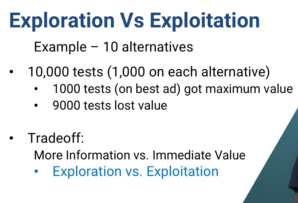 Exploration Vs Exploitation
Example – 10 alternatives
• 10,000 tests (1,000 on each alternative)
• 1000 tests (on best ad) got maximum value
• 9000 tests lost value
• Tradeoff:
More Information vs. Immediate Value
• Exploration vs. Exploitation